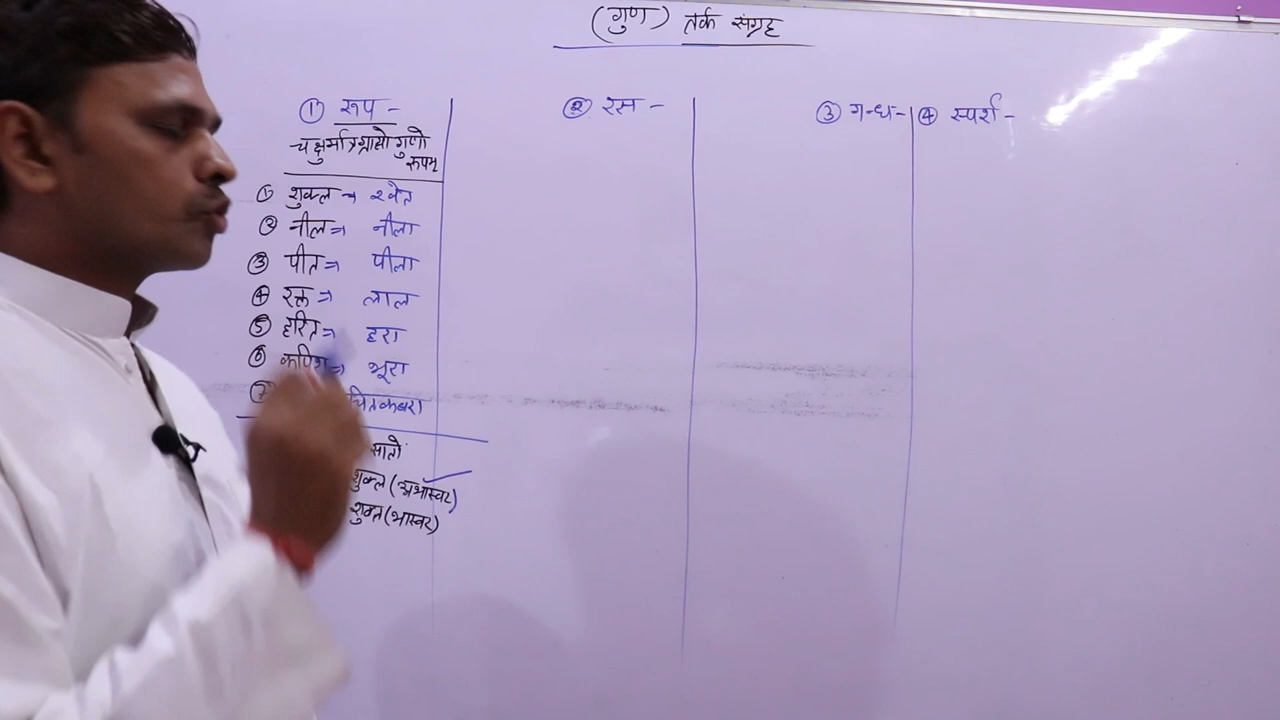 (गुण) तर्क संग्रह
① रूप -
चक्षुर्मात्रग्राह्यो गुणो
रूपम्
① शुक्ल → श्वेत
② नील ⇒ नीला
③ पीत ⇒ पीला
④ रक्त ⇒ लाल
⑤ हरित ⇒ हरा
⑥ कपिश ⇒ भूरा
⑦ चितकबरा
सातों
शुक्ल (अभास्वर)
शुक्ल (भास्वर)
② रस -
③ गन्ध -
④ स्पर्श -